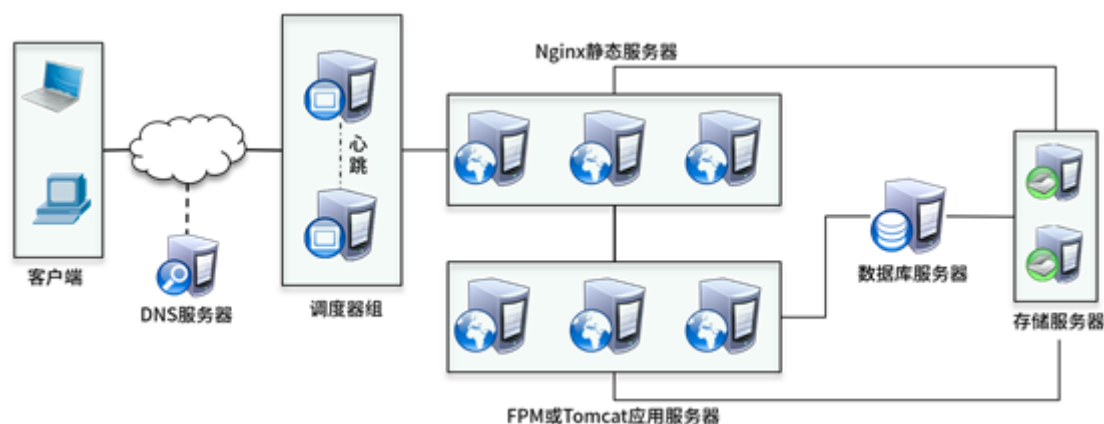 Nginx静态服务器
心
跳
客户端
DNS服务器
调度器组
数据库服务器
存储服务器
FPM或Tomcat应用服务器